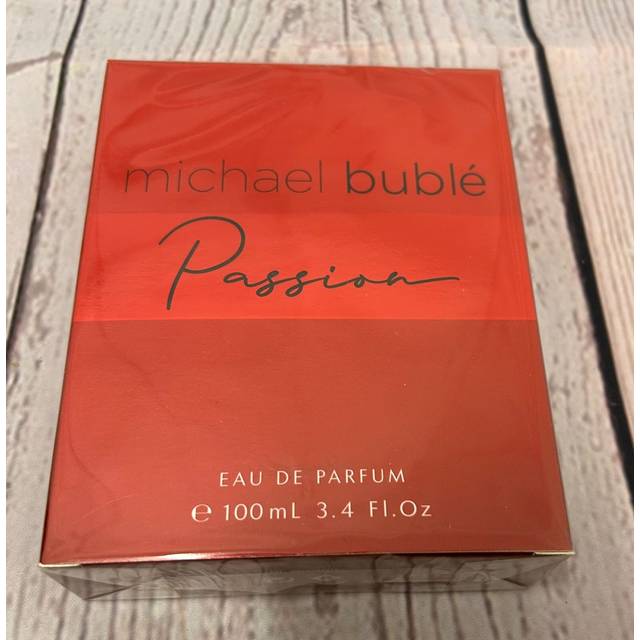 michael bublé
Passion
EAU DE PARFUM
℮ 100mL 3.4 Fl.Oz